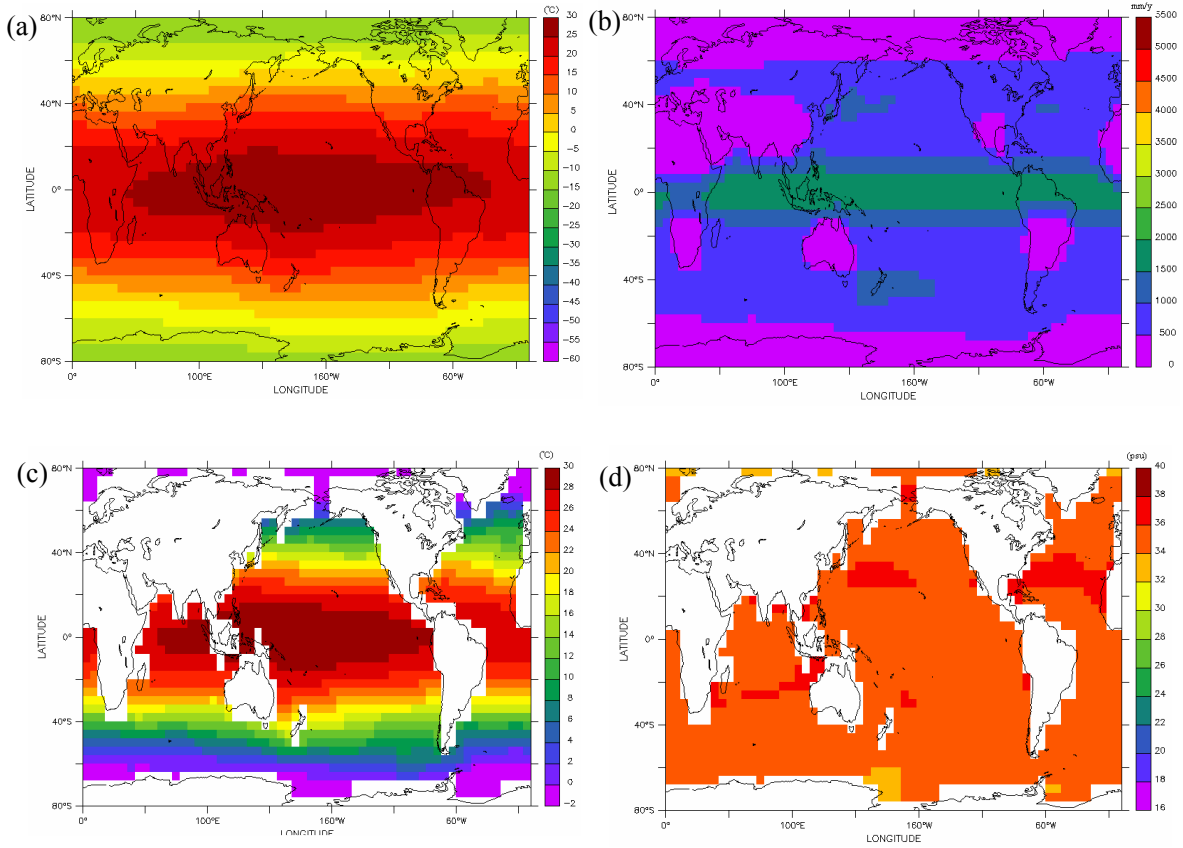 (a)
(°C)
80°N
40°N
0°
40°S
80°S
LATITUDE
0°
100°E
160°W
60°W
LONGITUDE
30
25
20
15
10
5
0
-5
-10
-15
-20
-25
-30
-35
-40
-45
-50
-55
-60
(b)
mm/y
80°N
40°N
0°
40°S
80°S
LATITUDE
0°
100°E
160°W
60°W
LONGITUDE
5500
5000
4500
4000
3500
3000
2500
2000
1500
1000
500
0
(c)
(°C)
80°N
40°N
0°
40°S
80°S
LATITUDE
0°
100°E
160°W
60°W
LONGITUDE
30
28
26
24
22
20
18
16
14
12
10
8
6
4
2
0
-2
(d)
(psu)
80°N
40°N
0°
40°S
80°S
LATITUDE
0°
100°E
160°W
60°W
LONGITUDE
40
38
36
34
32
30
28
26
24
22
20
18
16